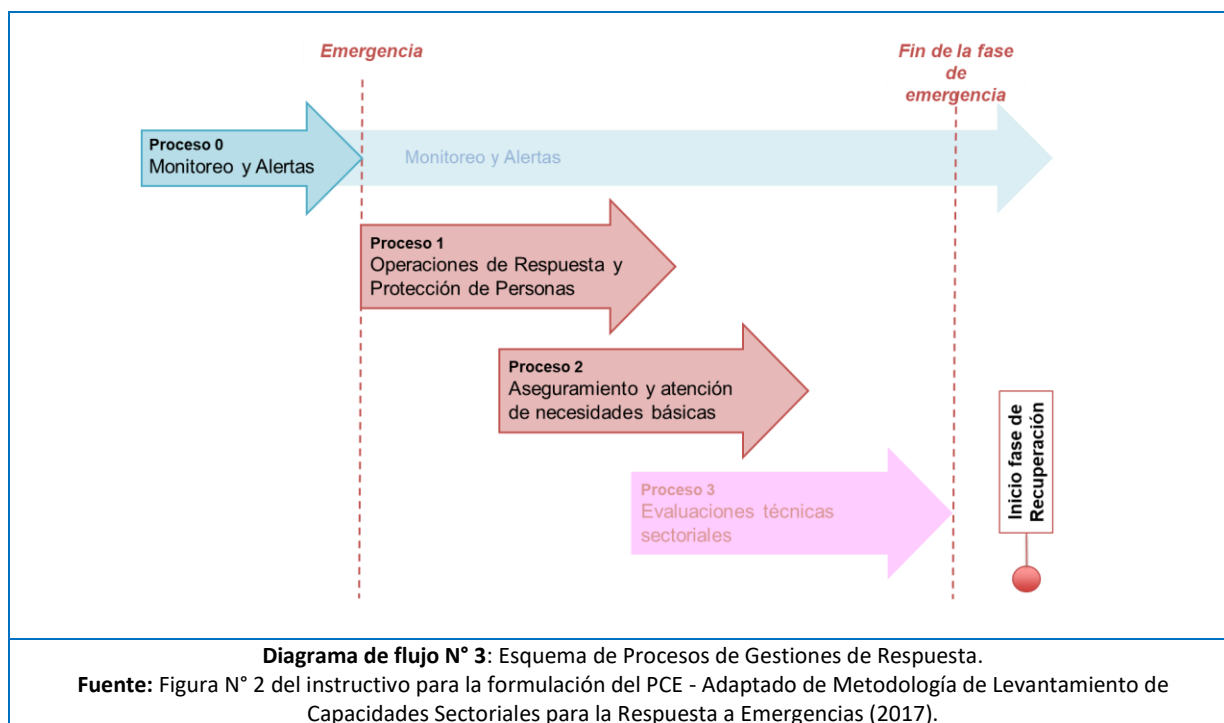 Emergencia
Fin de la fase
de
emergencia
Proceso 0
Monitoreo y Alertas
Monitoreo y Alertas
Proceso 1
Operaciones de Respuesta y
Protección de Personas
Proceso 2
Aseguramiento y atención
de necesidades básicas
Proceso 3
Evaluaciones técnicas
sectoriales
Inicio fase de
Recuperación
Diagrama de flujo N° 3: Esquema de Procesos de Gestiones de Respuesta.
Fuente: Figura N° 2 del instructivo para la formulación del PCE - Adaptado de Metodología de Levantamiento de
Capacidades Sectoriales para la Respuesta a Emergencias (2017).